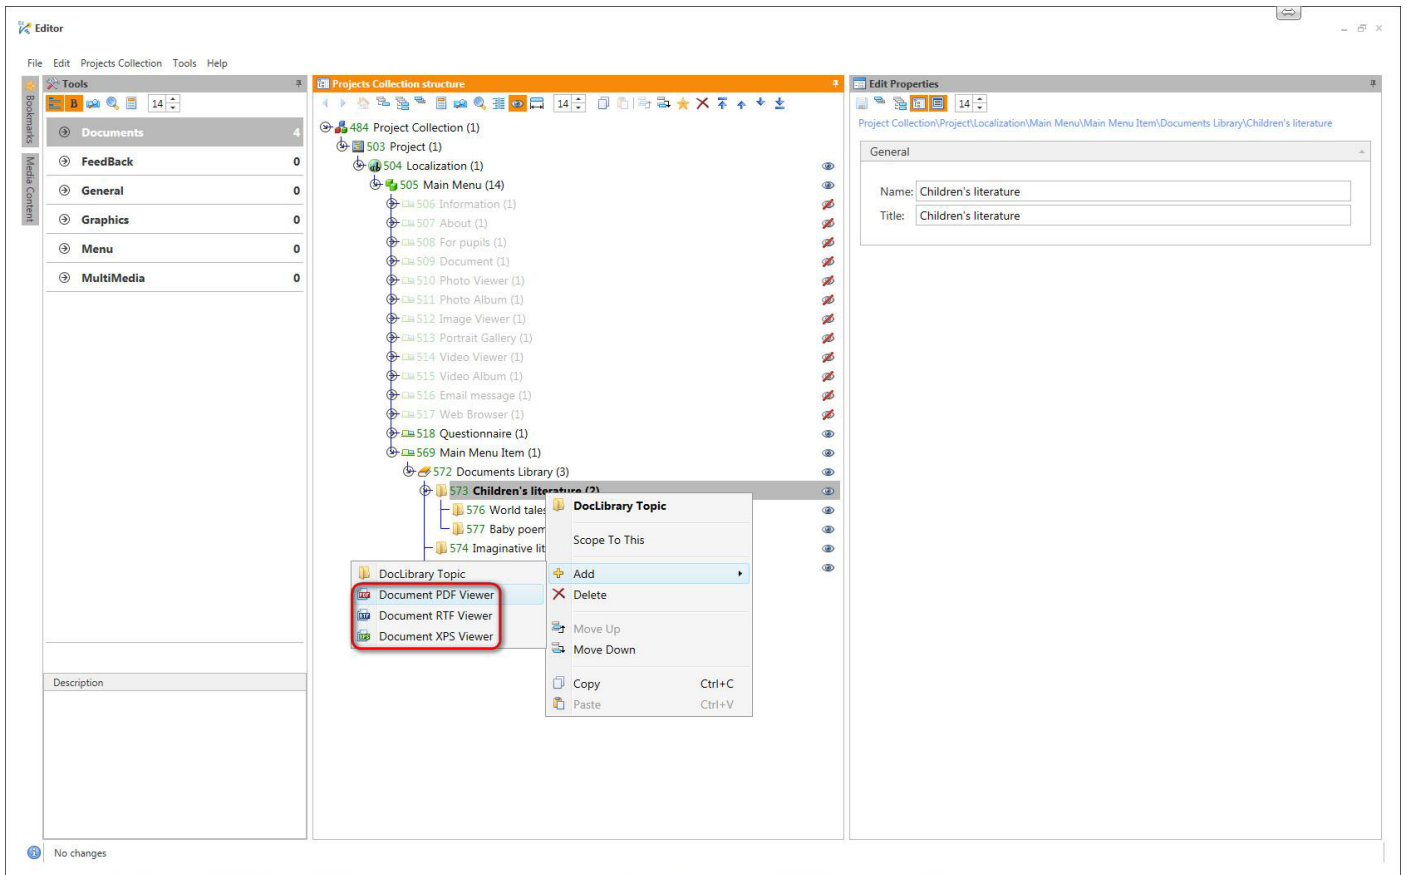 Editor
File Edit Projects Collection Tools Help
Bookmarks
Media Content
Tools
B 14
Documents 4
FeedBack 0
General 0
Graphics 0
Menu 0
MultiMedia 0
Description
Projects Collection structure
14
484 Project Collection (1)
503 Project (1)
504 Localization (1)
505 Main Menu (14)
506 Information (1)
507 About (1)
508 For pupils (1)
509 Document (1)
510 Photo Viewer (1)
511 Photo Album (1)
512 Image Viewer (1)
513 Portrait Gallery (1)
514 Video Viewer (1)
515 Video Album (1)
516 Email message (1)
517 Web Browser (1)
518 Questionnaire (1)
569 Main Menu Item (1)
572 Documents Library (3)
573 Children's literature (2)
576 World tales
577 Baby poem
574 Imaginative lit
DocLibrary Topic
Scope To This
Add
Delete
Move Up
Move Down
Copy Ctrl+C
Paste Ctrl+V
DocLibrary Topic
Document PDF Viewer
Document RTF Viewer
Document XPS Viewer
Edit Properties
14
Project Collection\Project\Localization\Main Menu\Main Menu Item\Documents Library\Children's literature
General
Name: Children's literature
Title: Children's literature
No changes